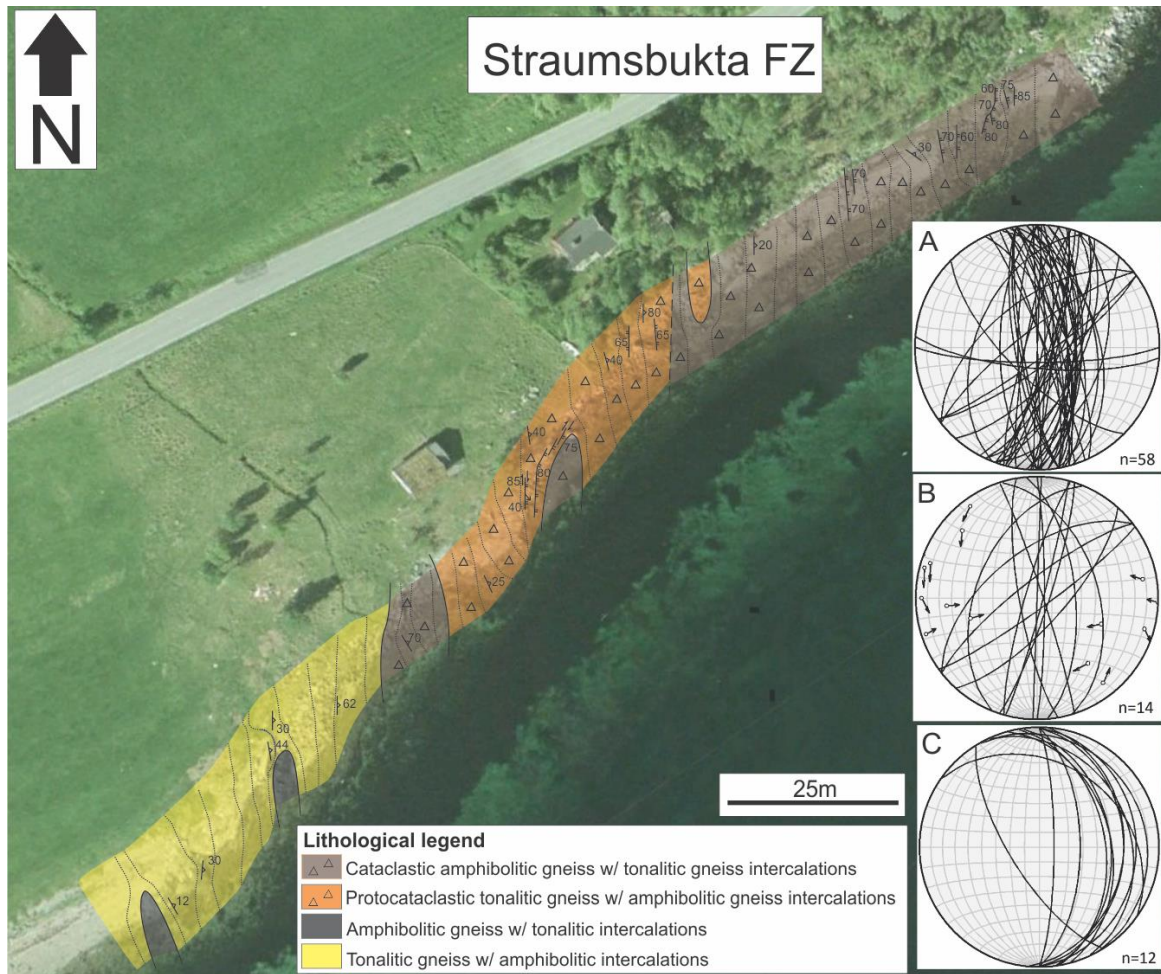 N
Straumsbukta FZ
60
75
85
70
80
80
70
60
30
70
70
20
80
65
65
40
40
75
80
85
40
25
70
62
30
44
30
12
25m
A
n=58
B
n=14
C
n=12
Lithological legend
Cataclastic amphibolitic gneiss w/ tonalitic gneiss intercalations
Protocataclastic tonalitic gneiss w/ amphibolitic gneiss intercalations
Amphibolitic gneiss w/ tonalitic intercalations
Tonalitic gneiss w/ amphibolitic intercalations